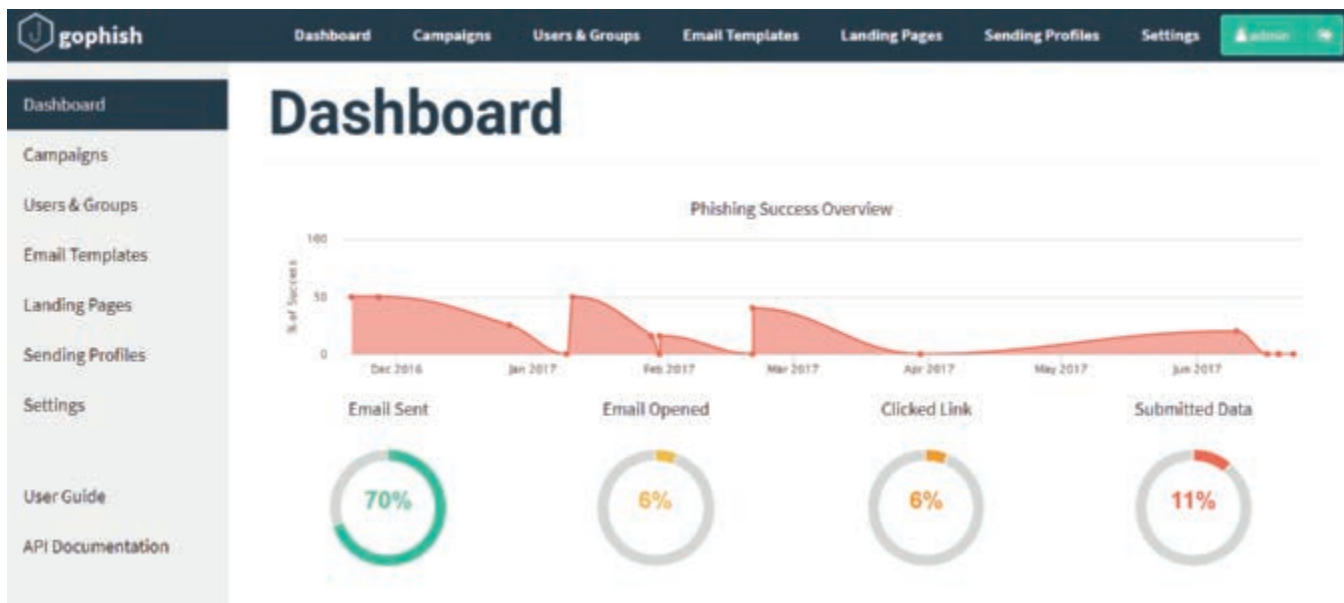 gophish
Dashboard Campaigns Users & Groups Email Templates Landing Pages Sending Profiles Settings admin
Dashboard
Campaigns
Users & Groups
Email Templates
Landing Pages
Sending Profiles
Settings
User Guide
API Documentation
Dashboard
Phishing Success Overview
% of Success
100
50
0
Dec 2016 Jan 2017 Feb 2017 Mar 2017 Apr 2017 May 2017 Jun 2017
Email Sent Email Opened Clicked Link Submitted Data
70% 6% 6% 11%